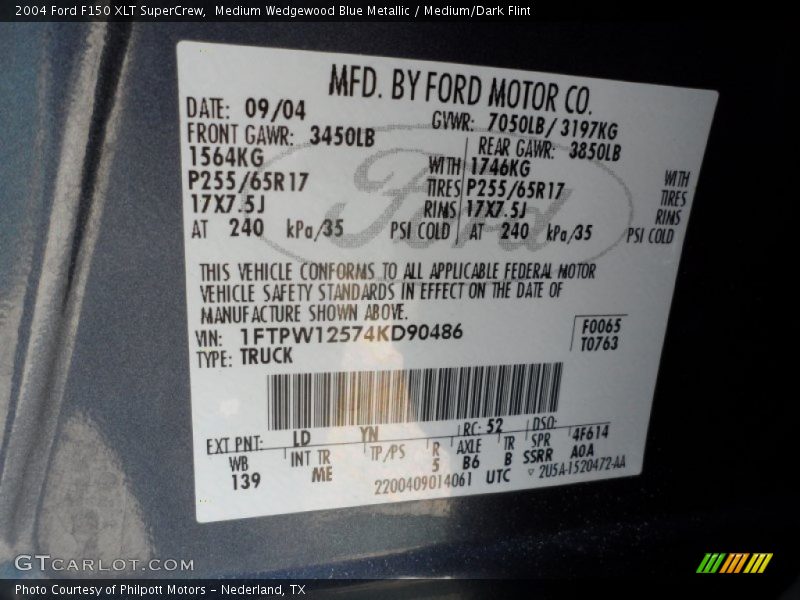 2004 Ford F150 XLT SuperCrew,  Medium Wedgewood Blue Metallic / Medium/Dark Flint
MFD. BY FORD MOTOR CO.
DATE: 09/04 GVWR: 7050LB/ 3197KG
FRONT GAWR: 3450LB REAR GAWR: 3850LB
1564KG WITH 1746KG WITH
P255/65R17 TIRES P255/65R17 TIRES
17X7.5J RIMS 17X7.5J RIMS
AT 240 kPa/35 PSI COLD AT 240 kPa/35 PSI COLD
Ford
THIS VEHICLE CONFORMS TO ALL APPLICABLE FEDERAL MOTOR
VEHICLE SAFETY STANDARDS IN EFFECT ON THE DATE OF
MANUFACTURE SHOWN ABOVE.
VIN: 1FTPW12574KD90486 F0065
TYPE: TRUCK T0763
EXT PNT: LD YN RC: 52 DSO:
WB INT TR TP/PS R AXLE TR SPR 4F614
139 ME 5 B6 B SSRR A0A
2200409014061 UTC ▽ 2U5A-1520472-AA
GTCARLOT.COM
Photo Courtesy of Philpott Motors - Nederland, TX